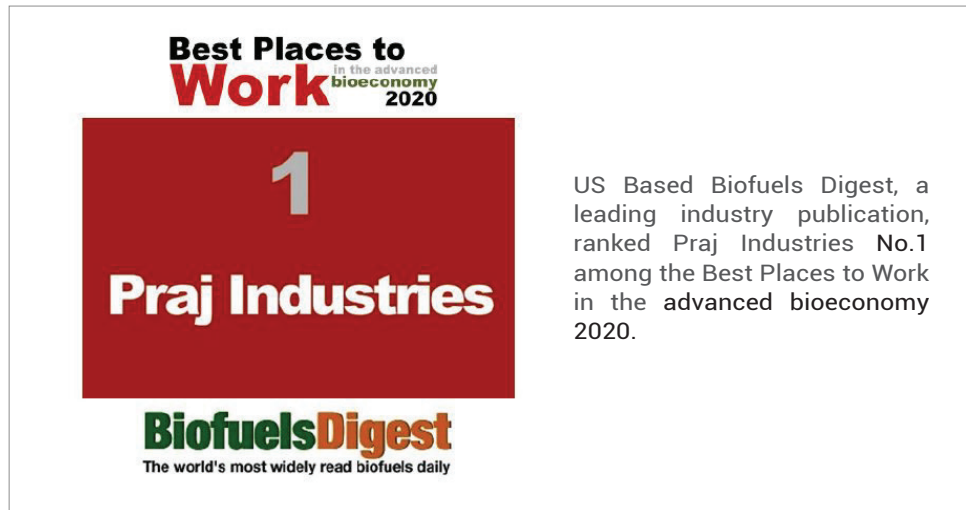 Best Places to
Work in the advanced
bioeconomy
2020
1
Praj Industries
BiofuelsDigest
The world's most widely read biofuels daily
US Based Biofuels Digest, a
leading industry publication,
ranked Praj Industries No.1
among the Best Places to Work
in the advanced bioeconomy
2020.